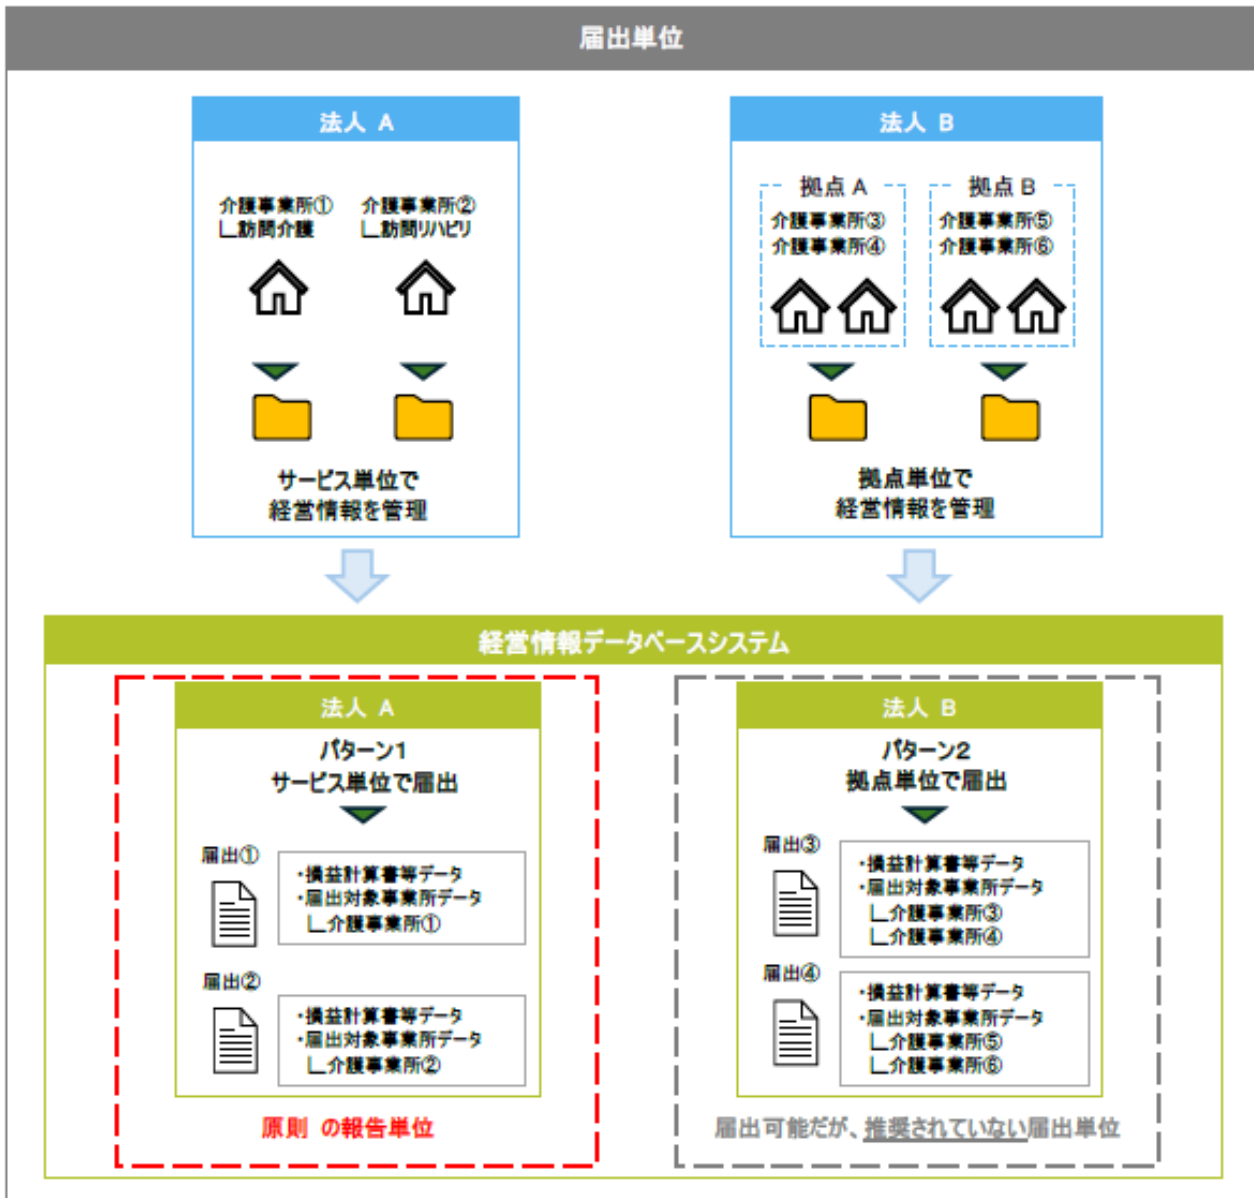 届出単位
法人 A
介護事業所①
∟訪問介護
介護事業所②
∟訪問リハビリ
サービス単位で
経営情報を管理
法人 B
拠点 A
介護事業所③
介護事業所④
拠点 B
介護事業所⑤
介護事業所⑥
拠点単位で
経営情報を管理
経営情報データベースシステム
法人 A
パターン1
サービス単位で届出
届出①
・損益計算書等データ
・届出対象事業所データ
∟介護事業所①
届出②
・損益計算書等データ
・届出対象事業所データ
∟介護事業所②
原則 の報告単位
法人 B
パターン2
拠点単位で届出
届出③
・損益計算書等データ
・届出対象事業所データ
∟介護事業所③
∟介護事業所④
届出④
・損益計算書等データ
・届出対象事業所データ
∟介護事業所⑤
∟介護事業所⑥
届出可能だが、推奨されていない届出単位